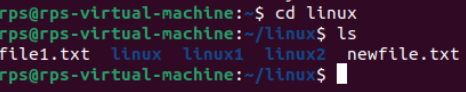 rps@rps-virtual-machine:~$ cd linux
rps@rps-virtual-machine:~/linux$ ls
file1.txt  linux  linux1  linux2  newfile.txt
rps@rps-virtual-machine:~/linux$